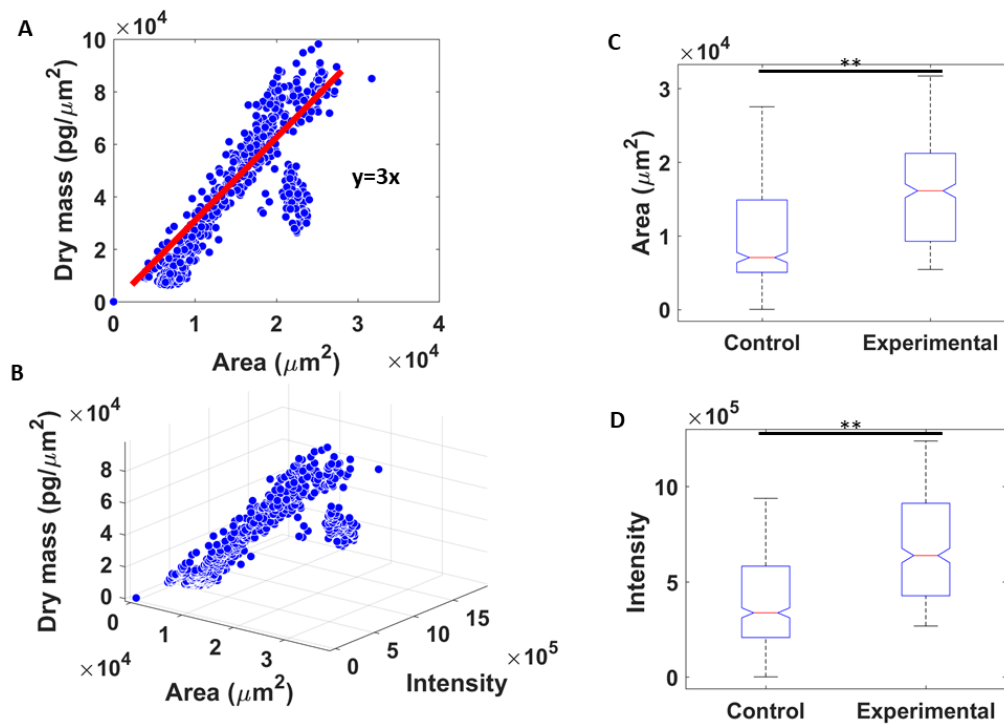 A
×10⁴
Dry mass (pg/μm²)
10
8
6
4
2
0
y=3x
0 1 2 3 4
Area (μm²)
×10⁴
B
×10⁴
Dry mass (pg/μm²)
8
6
4
2
0
0
1
2
3
×10⁴
Area (μm²)
0
5
10
15
×10⁵
Intensity
C
×10⁴
**
Area (μm²)
3
2
1
0
Control Experimental
D
×10⁵
**
Intensity
10
5
0
Control Experimental